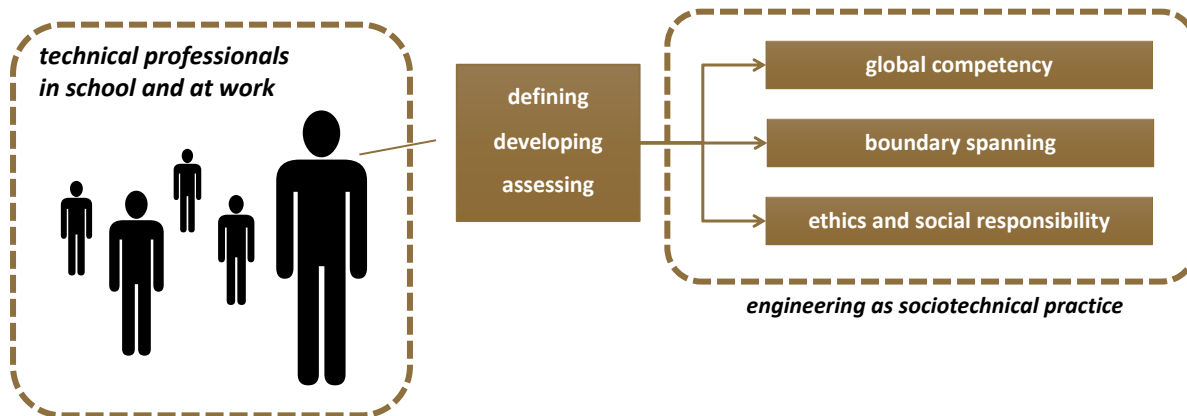 technical professionals
in school and at work
defining
developing
assessing
global competency
boundary spanning
ethics and social responsibility
engineering as sociotechnical practice